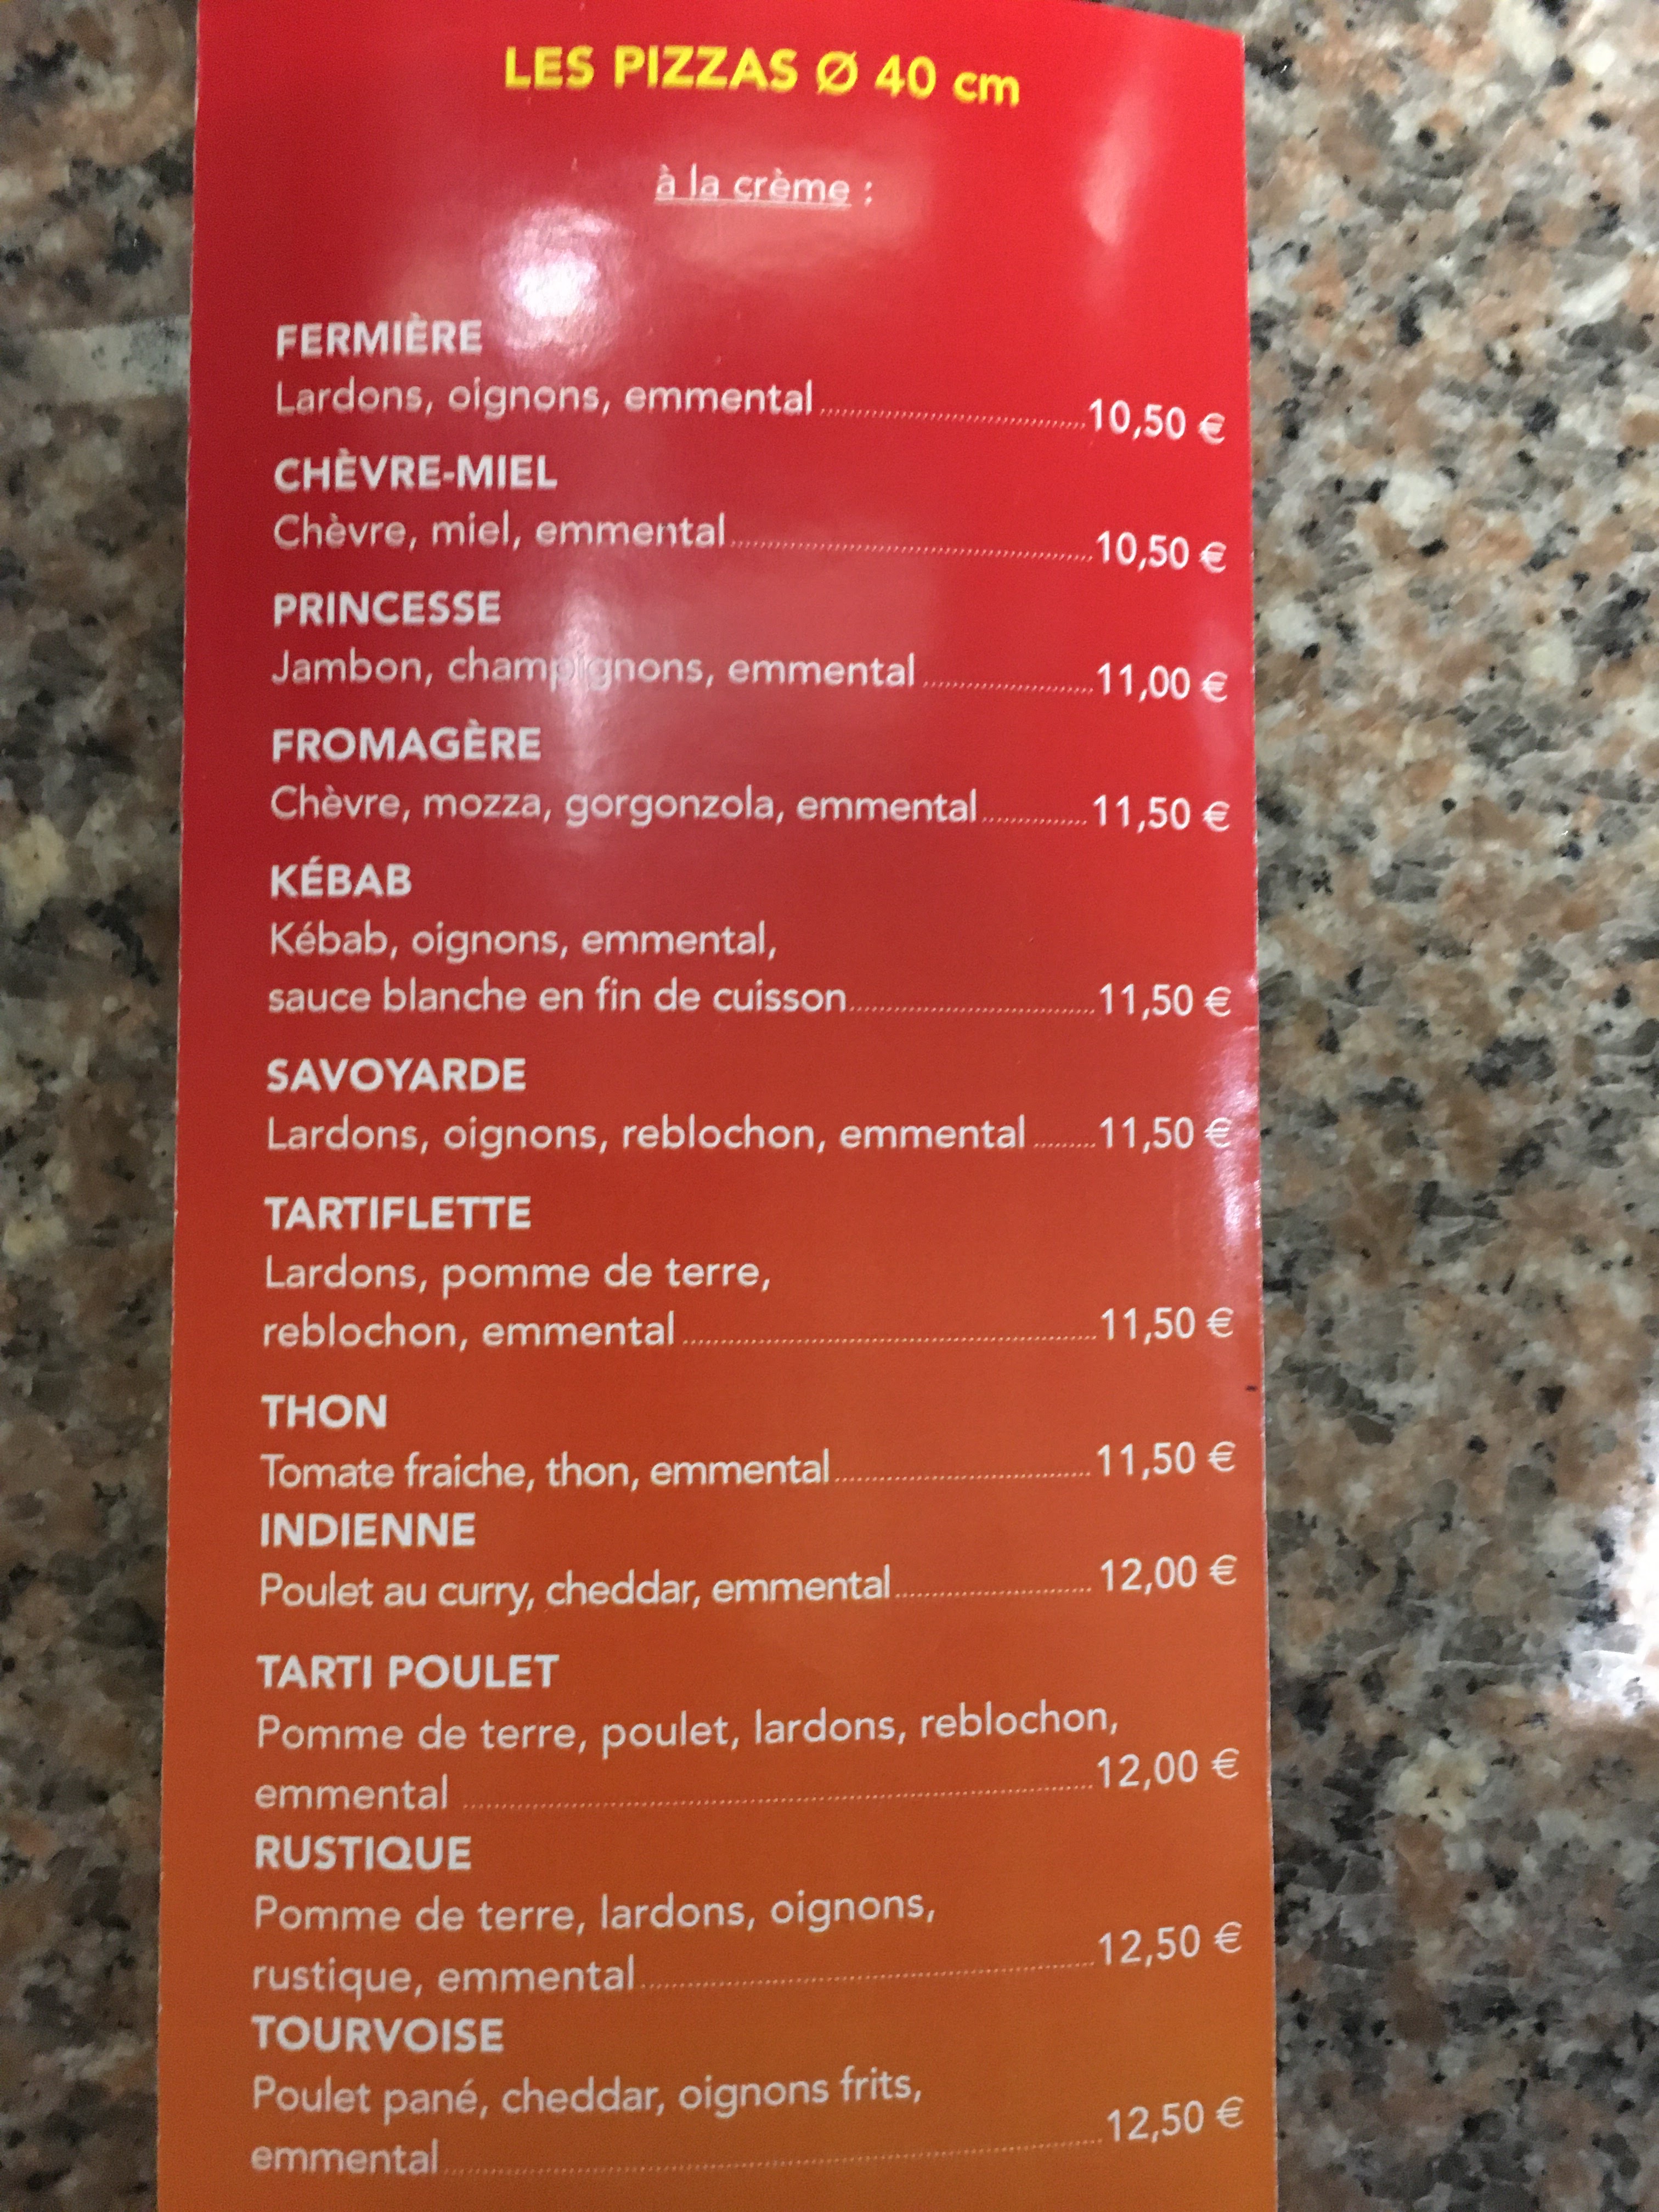 LES PIZZAS Ø 40 cm
à la crème :
FERMIÈRE
Lardons, oignons, emmental 10,50 €
CHÈVRE-MIEL
Chèvre, miel, emmental 10,50 €
PRINCESSE
Jambon, champignons, emmental 11,00 €
FROMAGÈRE
Chèvre, mozza, gorgonzola, emmental 11,50 €
KÉBAB
Kébab, oignons, emmental,
sauce blanche en fin de cuisson 11,50 €
SAVOYARDE
Lardons, oignons, reblochon, emmental 11,50 €
TARTIFLETTE
Lardons, pomme de terre,
reblochon, emmental 11,50 €
THON
Tomate fraiche, thon, emmental 11,50 €
INDIENNE
Poulet au curry, cheddar, emmental 12,00 €
TARTI POULET
Pomme de terre, poulet, lardons, reblochon,
emmental 12,00 €
RUSTIQUE
Pomme de terre, lardons, oignons,
rustique, emmental 12,50 €
TOURVOISE
Poulet pané, cheddar, oignons frits,
emmental 12,50 €